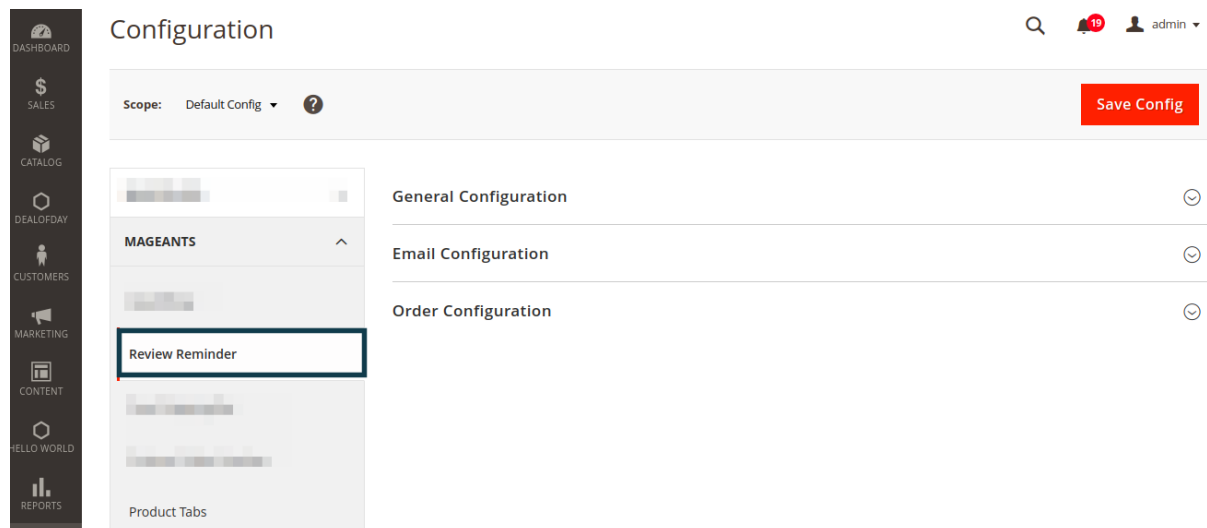 DASHBOARD
SALES
CATALOG
DEALOFDAY
CUSTOMERS
MARKETING
CONTENT
HELLO WORLD
REPORTS
Configuration
19
admin
Scope: Default Config ?
Save Config
MAGEANTS
Review Reminder
Product Tabs
General Configuration
Email Configuration
Order Configuration